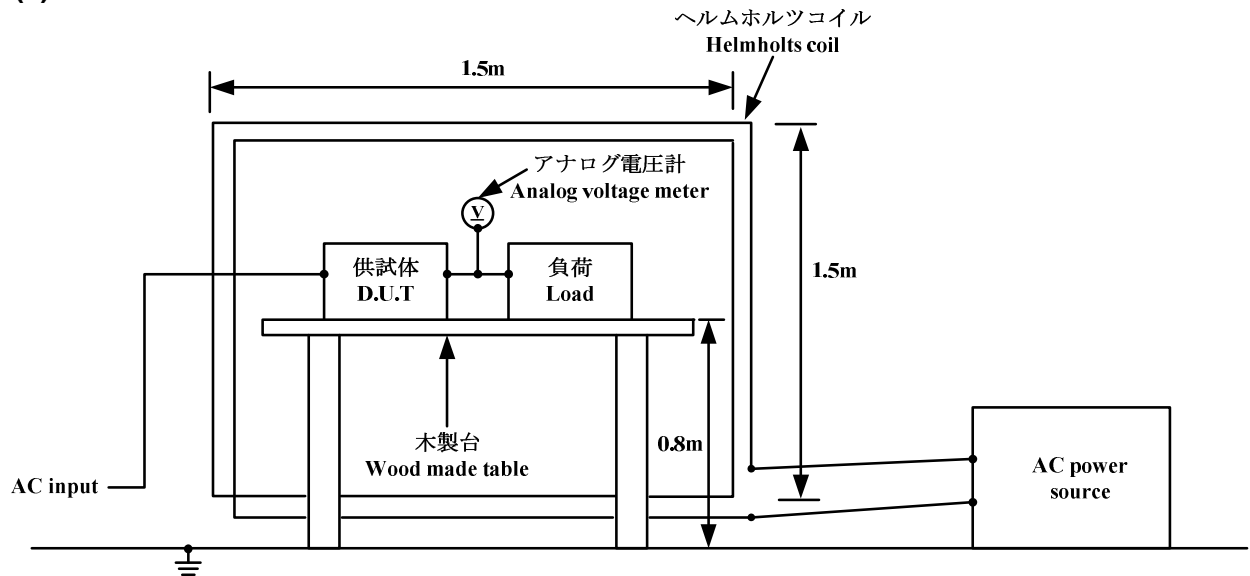 ヘルムホルツコイル
Helmholts coil
1.5m
アナログ電圧計
Analog voltage meter
V
供試体
D.U.T
負荷
Load
1.5m
木製台
Wood made table
0.8m
AC input
AC power
source